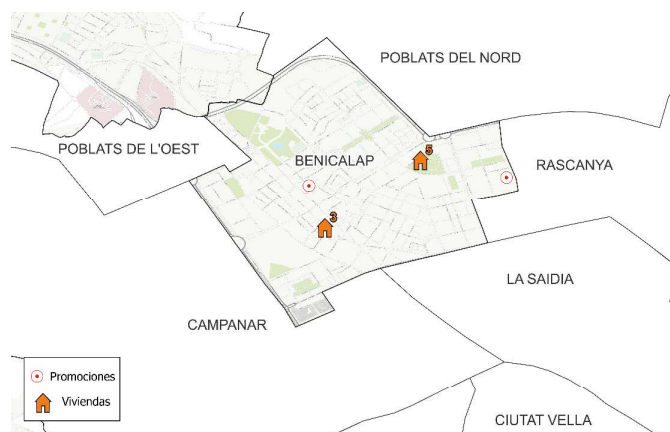 POBLATS DEL NORD
POBLATS DE L'OEST
BENICALAP
5
RASCANYA
3
LA SAIDIA
CAMPANAR
Promociones
Viviendas
CIUTAT VELLA